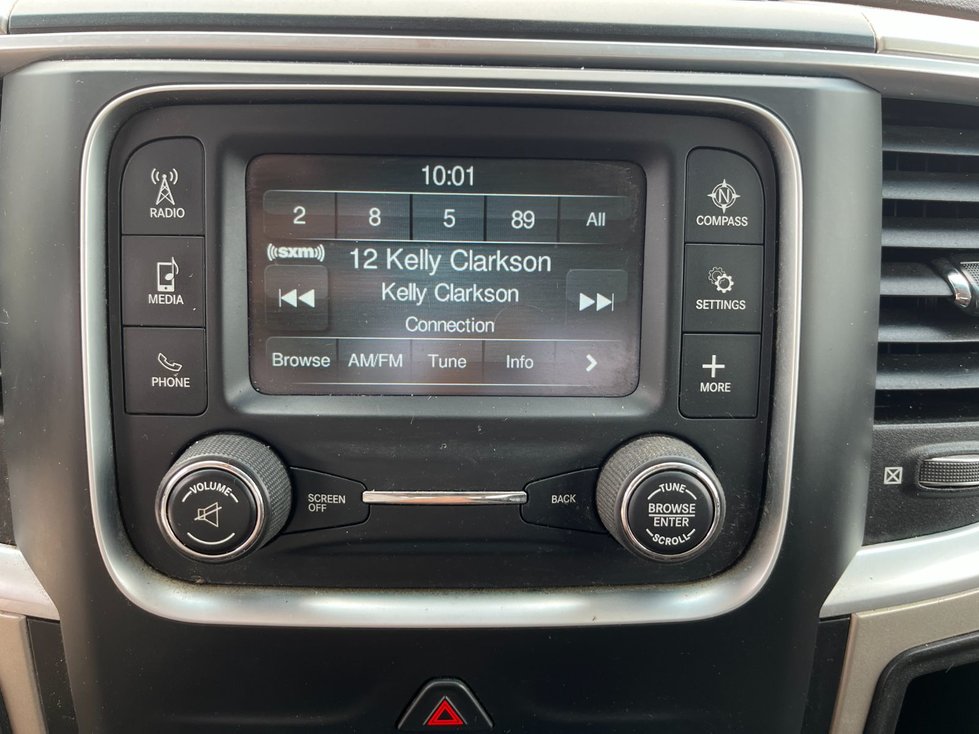 10:01
2 8 5 89 All
((sxm))
12 Kelly Clarkson
Kelly Clarkson
Connection
Browse AM/FM Tune Info >
RADIO
MEDIA
PHONE
N
COMPASS
SETTINGS
+
MORE
VOLUME
SCREEN
OFF
BACK
TUNE
BROWSE
ENTER
SCROLL